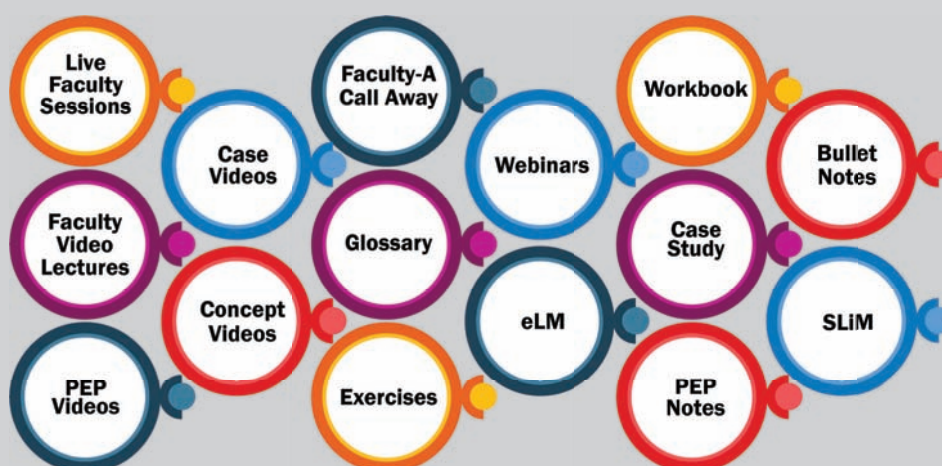 Live
Faculty
Sessions
Case
Videos
Faculty
Video
Lectures
Concept
Videos
PEP
Videos
Faculty-A
Call Away
Webinars
Glossary
eLM
Exercises
Workbook
Bullet
Notes
Case
Study
SLiM
PEP
Notes